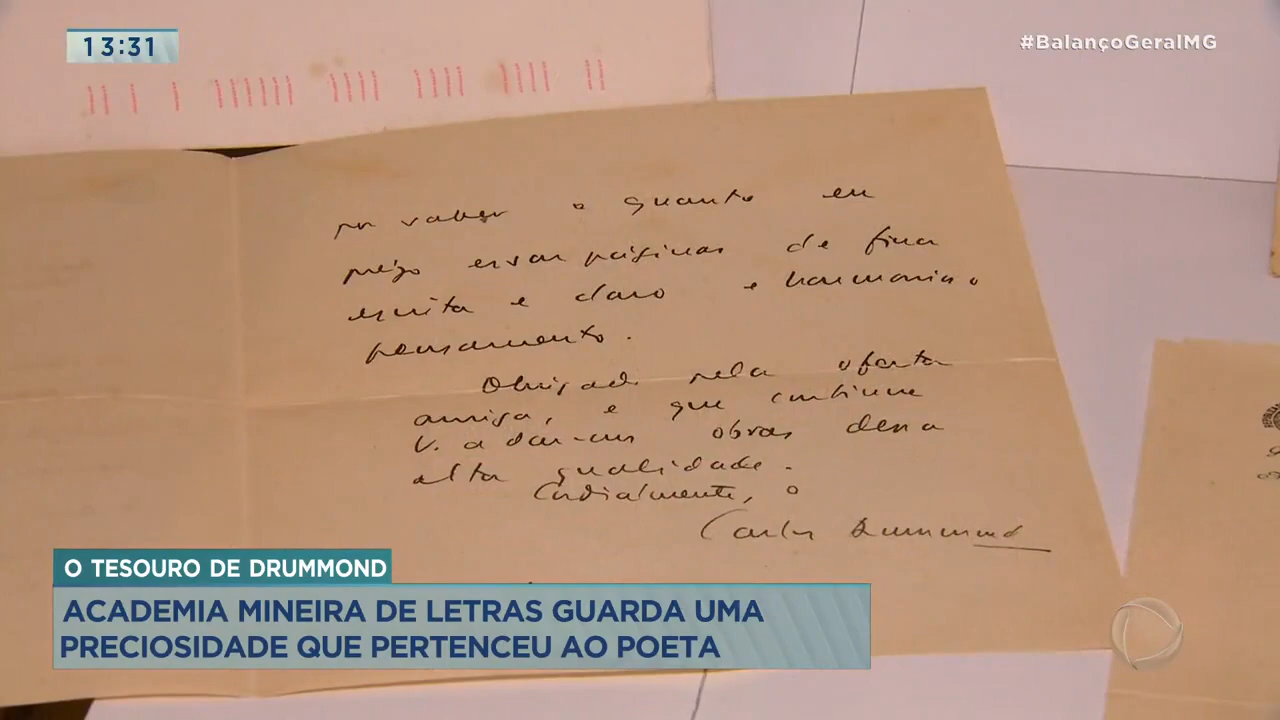 13:31
#BalançoGeralMG
por saber o quanto eu
prezo essas páginas de fina
escrita e claro e harmonioso
pensamento.
Obrigado pela oferta
amiga, e que continue
V. a dar-nos obras dessa
alta qualidade.
Cordialmente, o
Carlos Drummond
O TESOURO DE DRUMMOND
ACADEMIA MINEIRA DE LETRAS GUARDA UMA
PRECIOSIDADE QUE PERTENCEU AO POETA